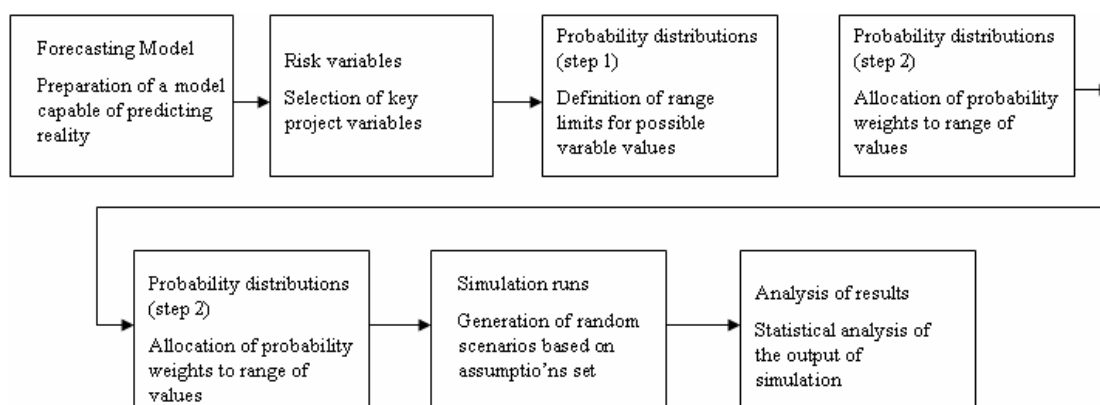 Forecasting Model
Preparation of a model
capable of predicting
reality
Risk variables
Selection of key
project variables
Probability distributions
(step 1)
Definition of range
limits for possible
varable values
Probability distributions
(step 2)
Allocation of probability
weights to range of
values
Probability distributions
(step 2)
Allocation of probability
weights to range of
values
Simulation runs
Generation of random
scenarios based on
assumptio'ns set
Analysis of results
Statistical analysis of
the output of
simulation